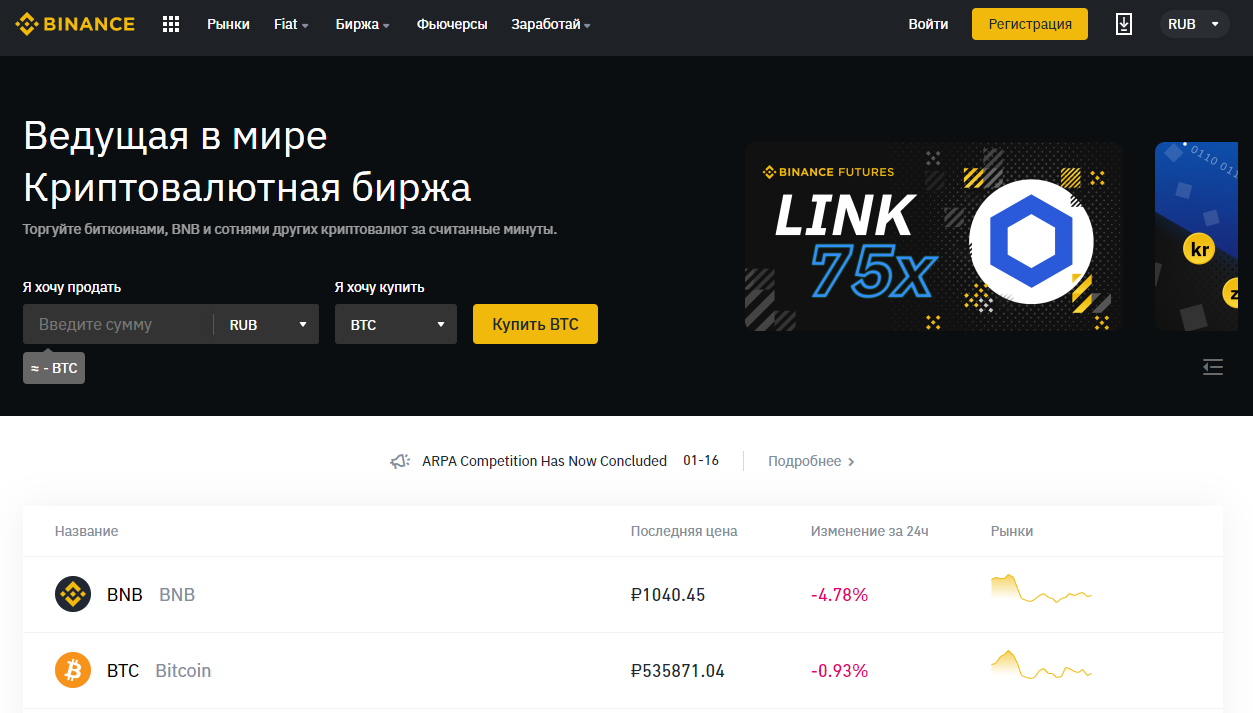 BINANCE
Рынки
Fiat
Биржа
Фьючерсы
Заработай
Войти
Регистрация
RUB
Ведущая в мире
Криптовалютная биржа
Торгуйте биткоинами, BNB и сотнями других криптовалют за считанные минуты.
Я хочу продать
Я хочу купить
Введите сумму
RUB
BTC
Купить BTC
≈ - BTC
BINANCE FUTURES
LINK
75x
kr
ARPA Competition Has Now Concluded 01-16
Подробнее
Название Последняя цена Изменение за 24ч Рынки
BNB BNB ₽1040.45 -4.78%
BTC Bitcoin ₽535871.04 -0.93%